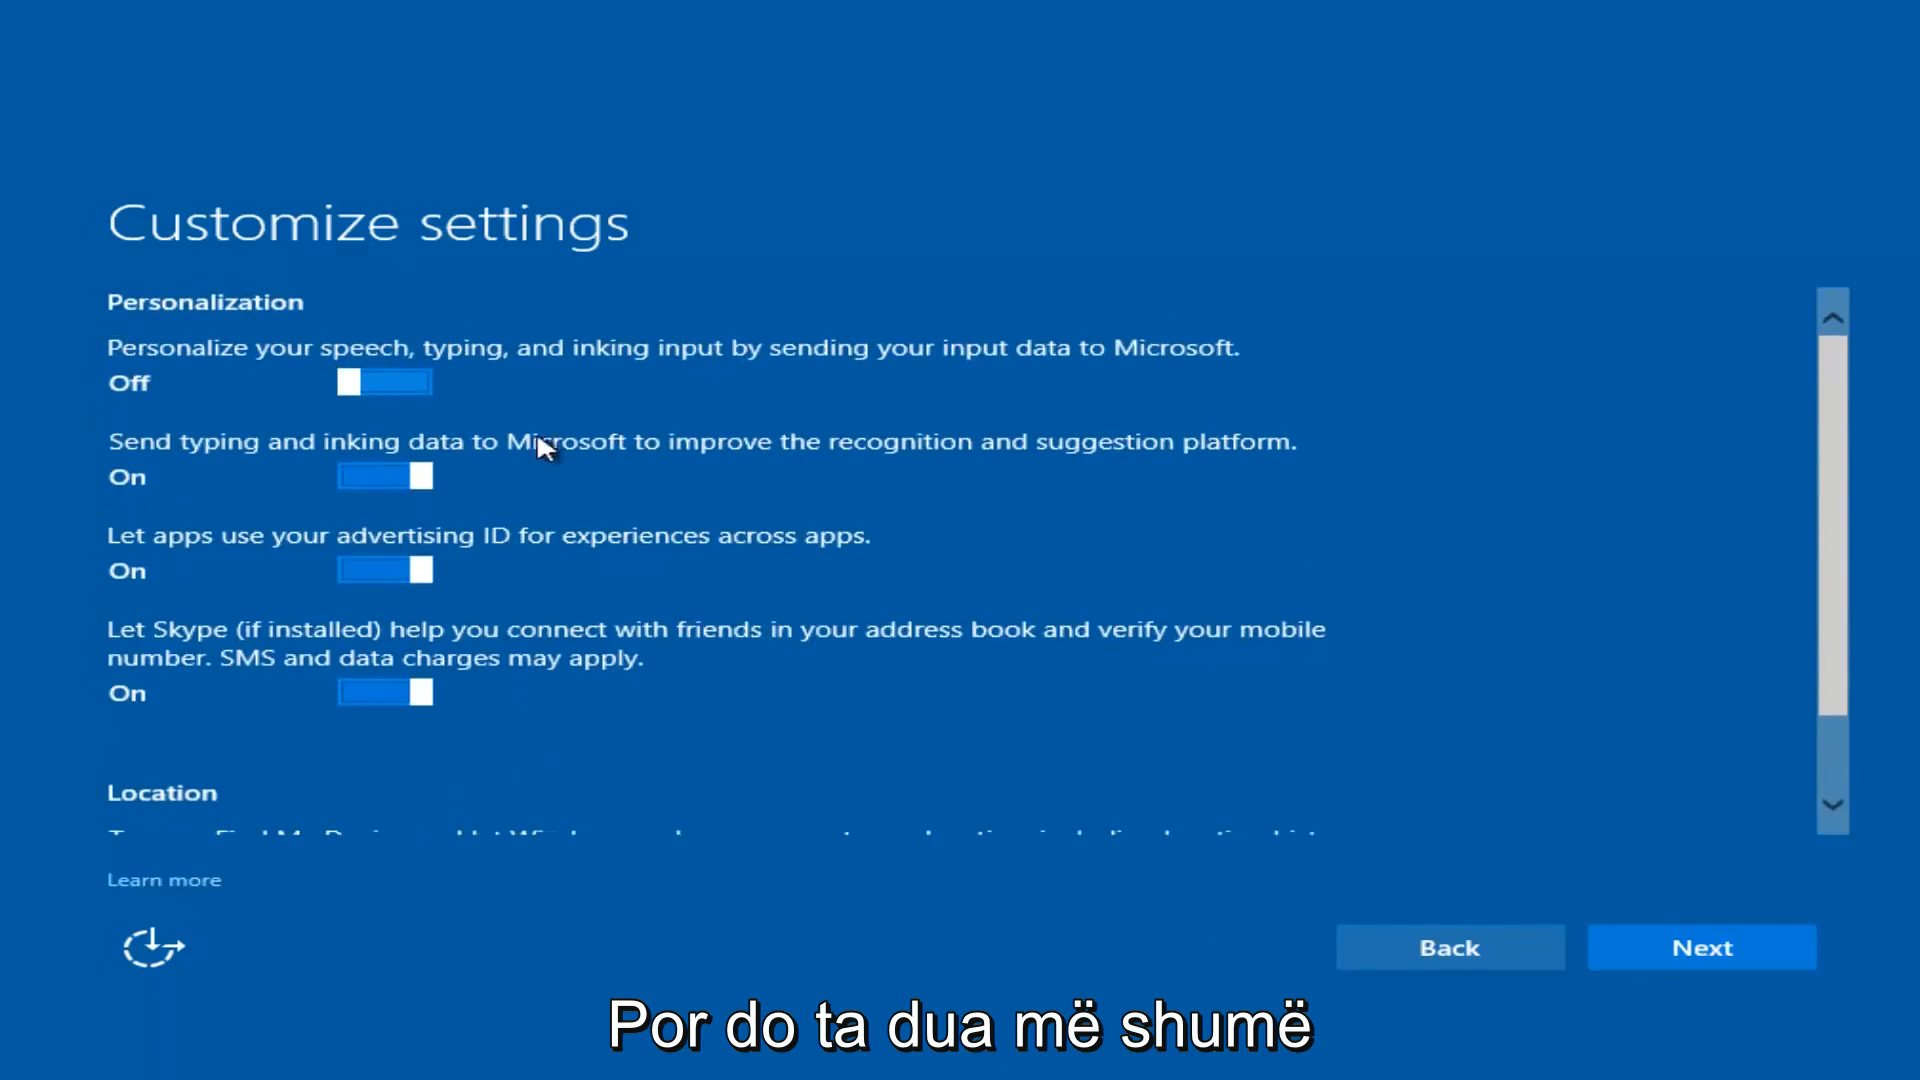 Customize settings
Personalization
Personalize your speech, typing, and inking input by sending your input data to Microsoft.
Off
Send typing and inking data to Microsoft to improve the recognition and suggestion platform.
On
Let apps use your advertising ID for experiences across apps.
On
Let Skype (if installed) help you connect with friends in your address book and verify your mobile
number. SMS and data charges may apply.
On
Location
Learn more
Back
Next
Por do ta dua më shumë